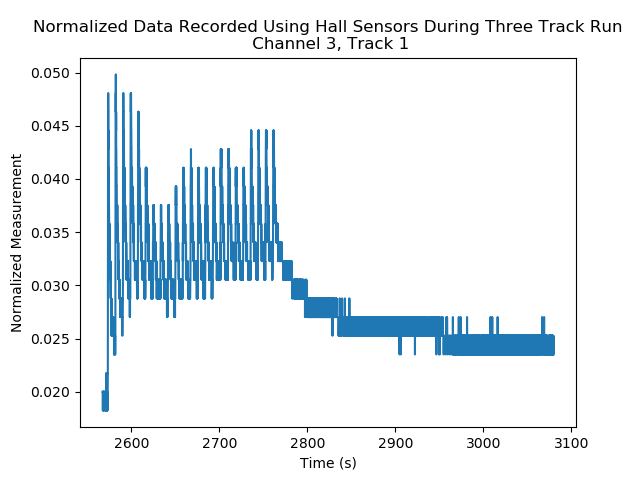 Normalized Data Recorded Using Hall Sensors During Three Track Run
Channel 3, Track 1
0.050
0.045
0.040
0.035
0.030
0.025
0.020
Normalized Measurement
2600 2700 2800 2900 3000 3100
Time (s)